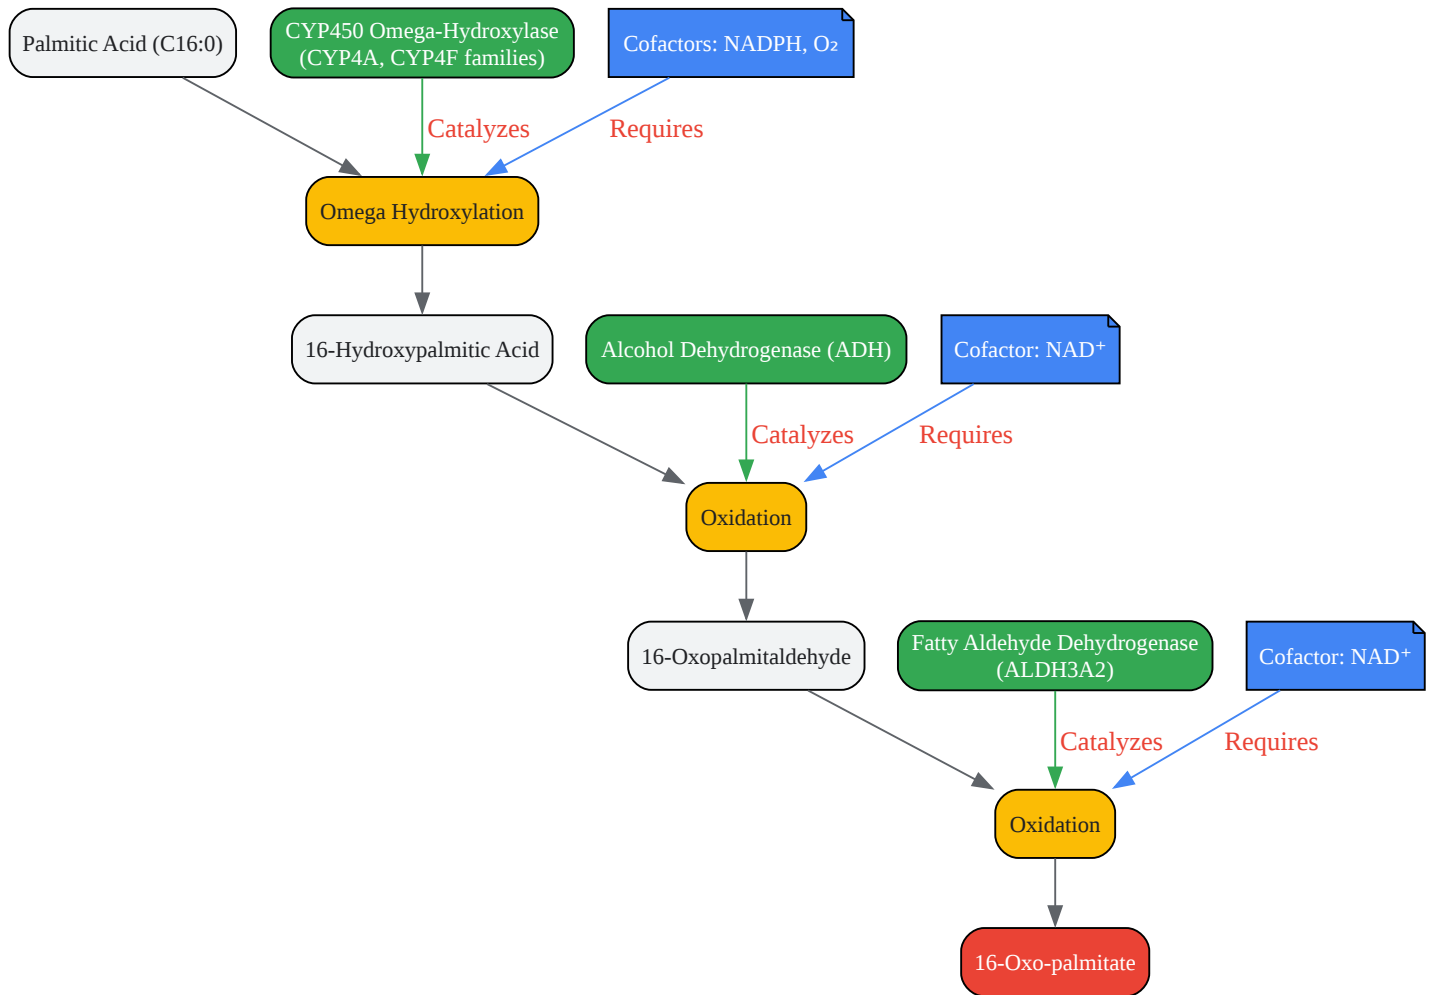 Palmitic Acid (C16:0)
CYP450 Omega-Hydroxylase
(CYP4A, CYP4F families)
Cofactors: NADPH, O₂
Catalyzes
Requires
Omega Hydroxylation
16-Hydroxypalmitic Acid
Alcohol Dehydrogenase (ADH)
Cofactor: NAD⁺
Catalyzes
Requires
Oxidation
16-Oxopalmitaldehyde
Fatty Aldehyde Dehydrogenase
(ALDH3A2)
Cofactor: NAD⁺
Catalyzes
Requires
Oxidation
16-Oxo-palmitate